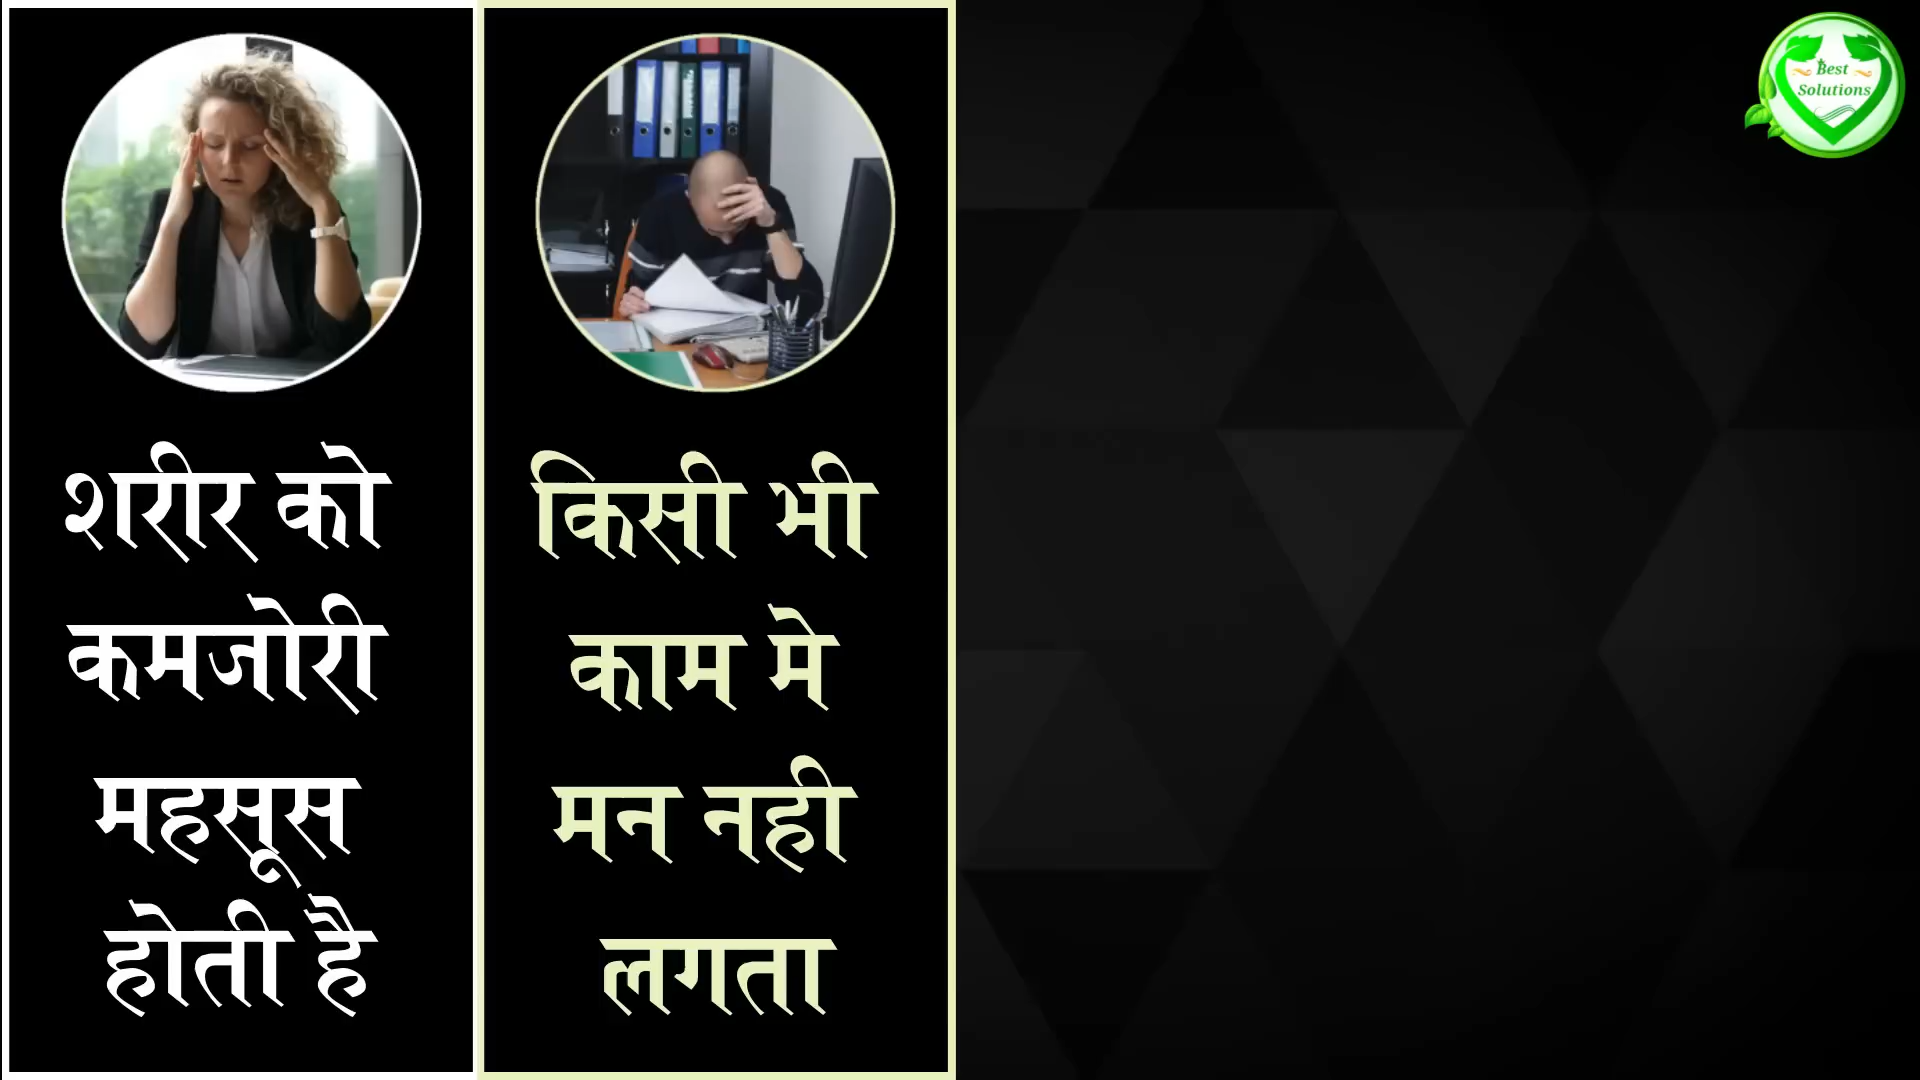 शरीर को
कमजोरी
महसूस
होती है
किसी भी
काम मे
मन नही
लगता
Best
Solutions